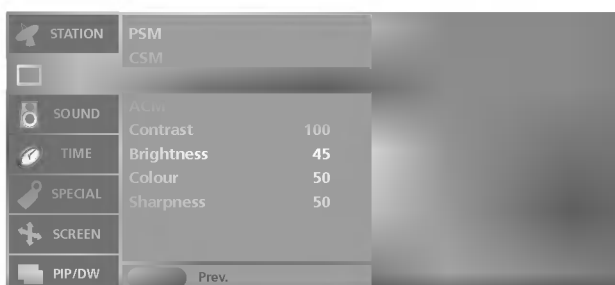 STATION
PSM
CSM
SOUND
ACM
Contrast 100
TIME
Brightness 45
Colour 50
SPECIAL
Sharpness 50
SCREEN
PIP/DW
Prev.